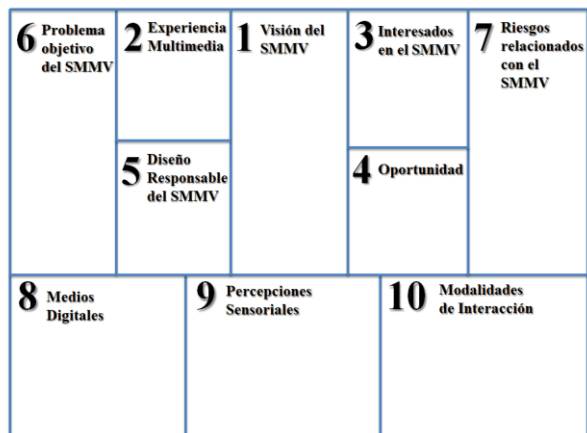 6 Problema
objetivo
del SMMV
2 Experiencia
Multimedia
1 Visión del
SMMV
3 Interesados
en el SMMV
7 Riesgos
relacionados
con el
SMMV
5 Diseño
Responsable
del SMMV
4 Oportunidad
8 Medios
Digitales
9 Percepciones
Sensoriales
10 Modalidades
de Interacción